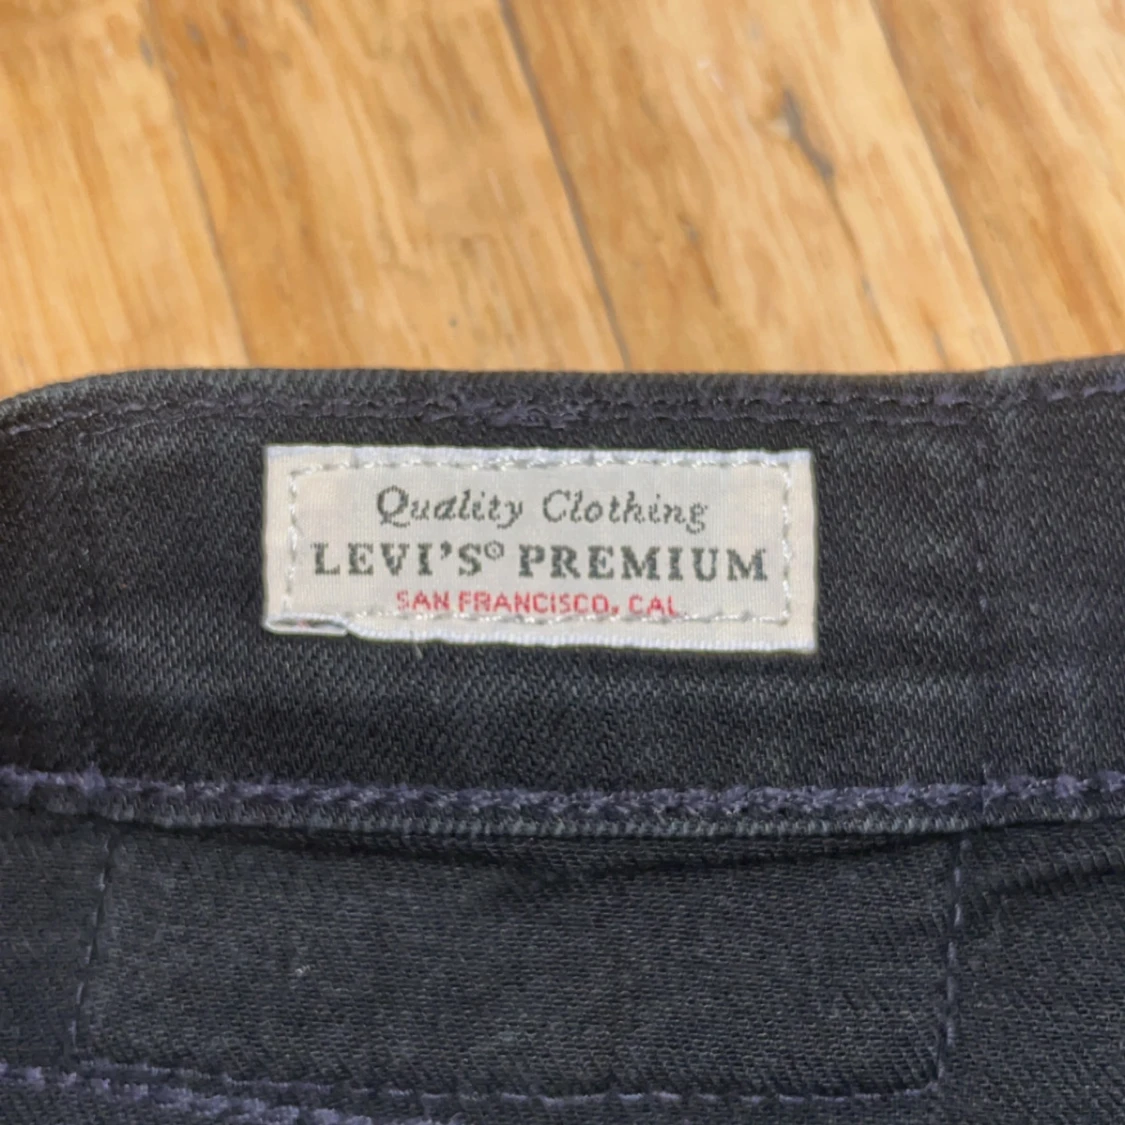 Quality Clothing
LEVI'S® PREMIUM
SAN FRANCISCO, CAL